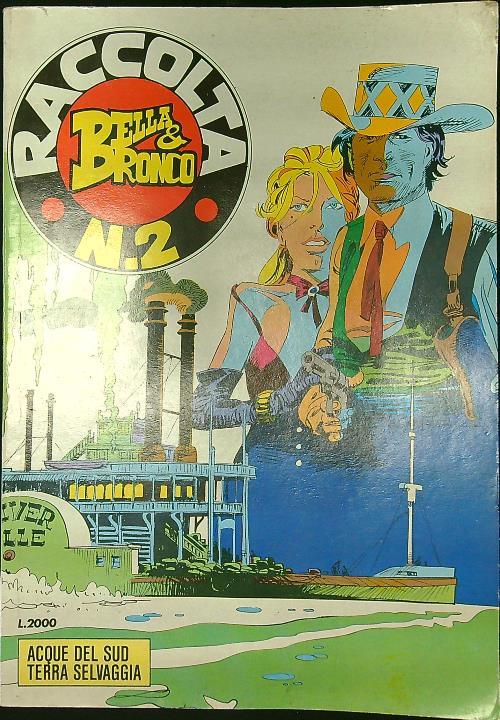 RACCOLTA
BELLA &
BRONCO
N.2
L.2000
ACQUE DEL SUD
TERRA SELVAGGIA